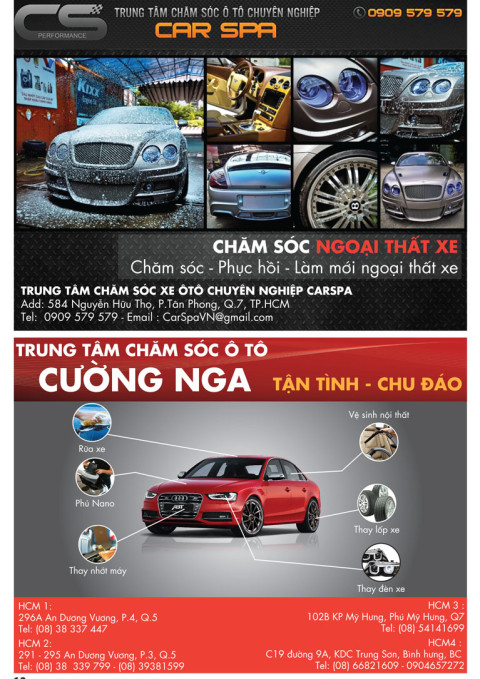 CS
PERFORMANCE
TRUNG TÂM CHĂM SÓC Ô TÔ CHUYÊN NGHIỆP
CAR SPA
0909 579 579
Kixx
CHĂM SÓC NGOẠI THẤT XE
Chăm sóc - Phục hồi - Làm mới ngoại thất xe
TRUNG TÂM CHĂM SÓC XE ÔTÔ CHUYÊN NGHIỆP CARSPA
Add: 584 Nguyễn Hữu Thọ, P.Tân Phong, Q.7, TP.HCM
Tel: 0909 579 579 - Email : CarSpaVN@gmail.com
TRUNG TÂM CHĂM SÓC Ô TÔ
CƯỜNG NGA TẬN TÌNH - CHU ĐÁO
Vệ sinh nội thất
Rửa xe
Phủ Nano
Thay lốp xe
Thay nhớt máy
Thay đèn xe
ABT
HCM 1:
296A An Dương Vương, P.4, Q.5
Tel: (08) 38 337 447
HCM 2:
291 - 295 An Dương Vương, P.3, Q.5
Tel: (08) 38 339 799 - (08) 39381599
HCM 3 :
102B KP Mỹ Hưng, Phú Mỹ Hưng, Q7
Tel: (08) 54141699
HCM4 :
C19 đường 9A, KDC Trung Sơn, Bình hưng, BC
Tel: (08) 66821609 - 0904657272